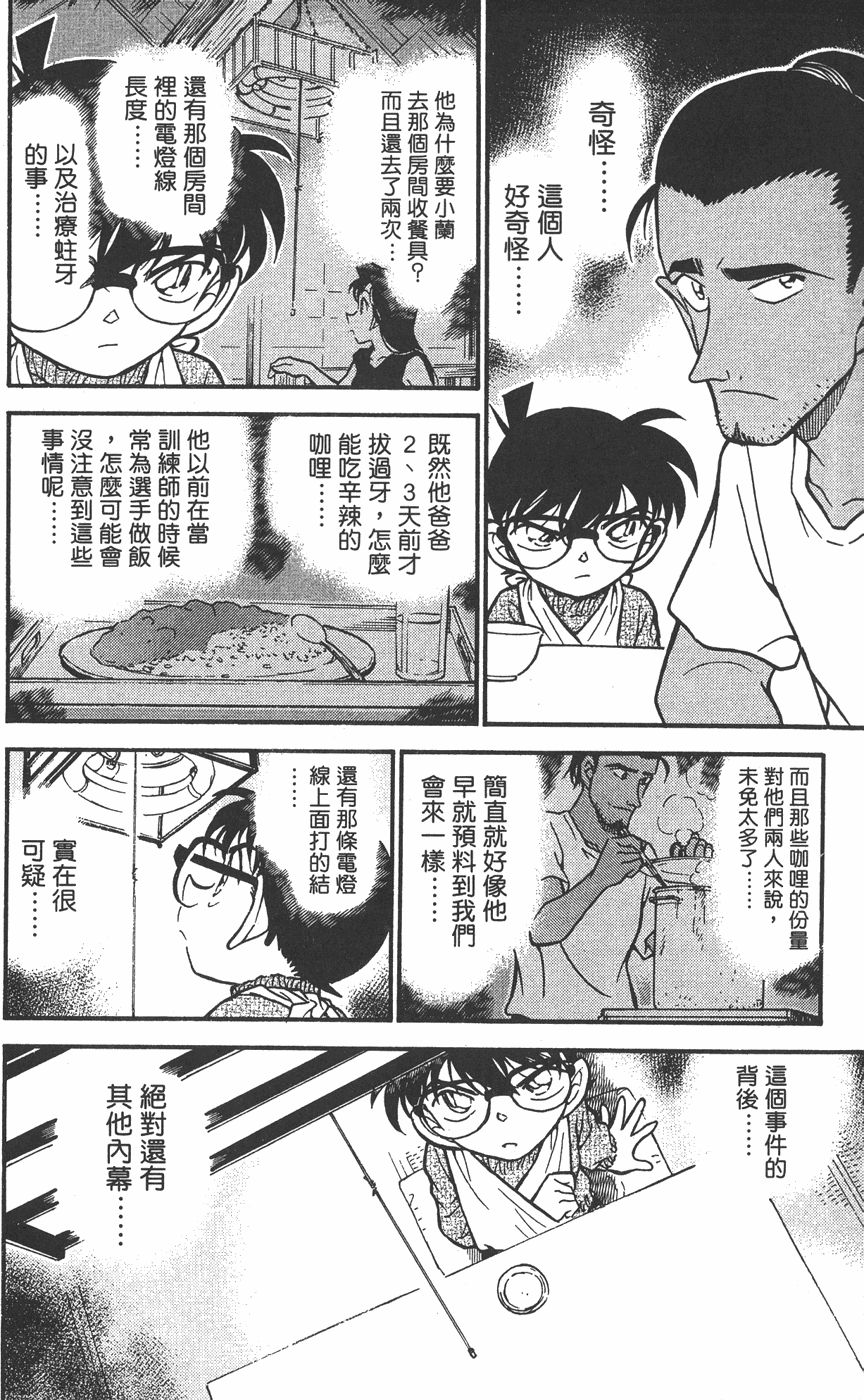 奇怪……
這個人
好奇怪……
他為什麼要小蘭
去那個房間收餐具?
而且還去了兩次…
還有那個房間
裡的電燈線
長度……
以及治療蛀牙
的事……
既然他爸爸
2、3天前才
拔過牙,怎麼
能吃辛辣的
咖哩……
他以前在當
訓練師的時候
常為選手做飯
,怎麼可能會
沒注意到這些
事情呢……
而且那些咖哩的份量
對他們兩人來說,
未免太多了……
簡直就好像他
早就預料到我們
會來一樣……
還有那條電燈
線上面打的結
……
實在很
可疑……
這個事件的
背後……
絕對還有
其他內幕……